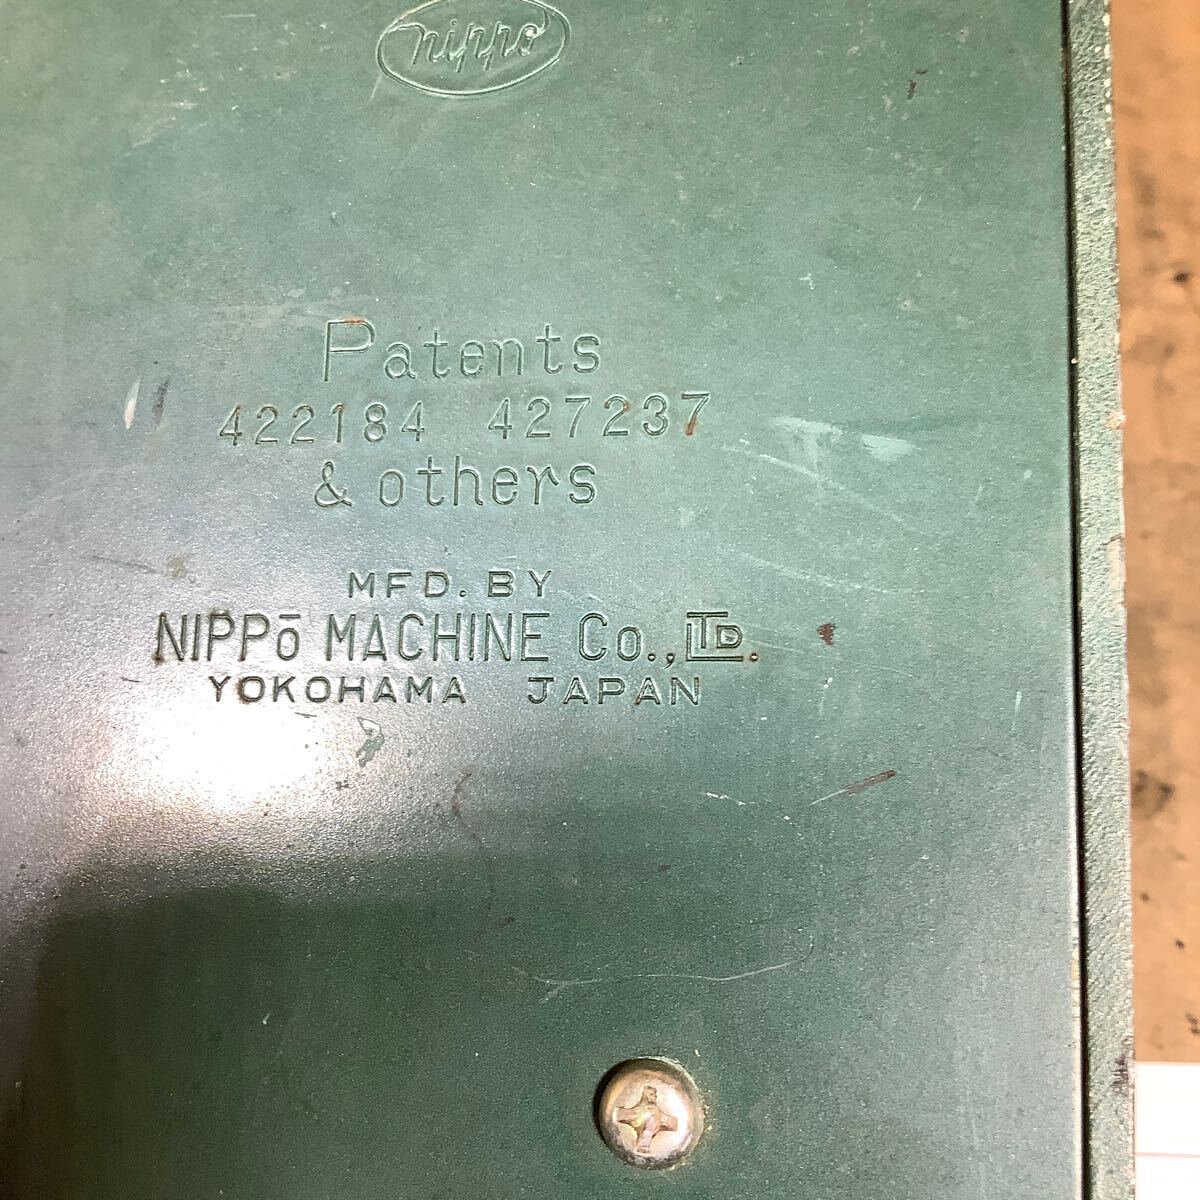 nippo
Patents
422184 427237
& others
MFD. BY
NIPPō MACHINE Co., LTD.
YOKOHAMA JAPAN